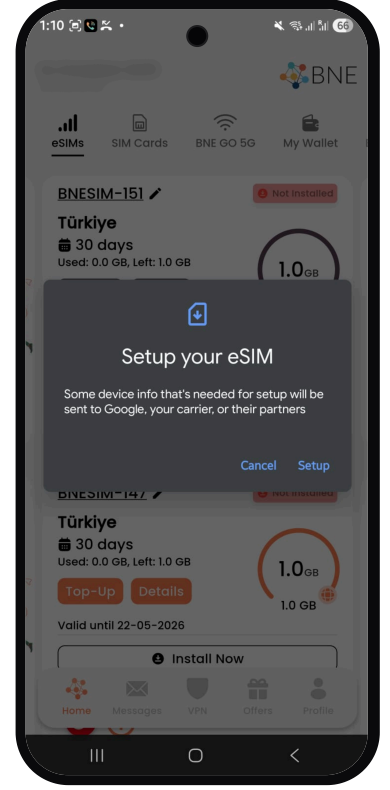 1:10
66
BNE
eSIMs
SIM Cards
BNE GO 5G
My Wallet
BNESIM-151
Not Installed
Türkiye
30 days
Used: 0.0 GB, Left: 1.0 GB
1.0GB
Setup your eSIM
Some device info that's needed for setup will be
sent to Google, your carrier, or their partners
Cancel
Setup
BNESIM-147
Not Installed
Türkiye
30 days
Used: 0.0 GB, Left: 1.0 GB
1.0GB
Top-Up
Details
1.0 GB
Valid until 22-05-2026
Install Now
Home
Messages
VPN
Offers
Profile